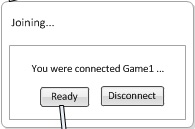 Joining...
You were connected Game1 ...
Ready Disconnect